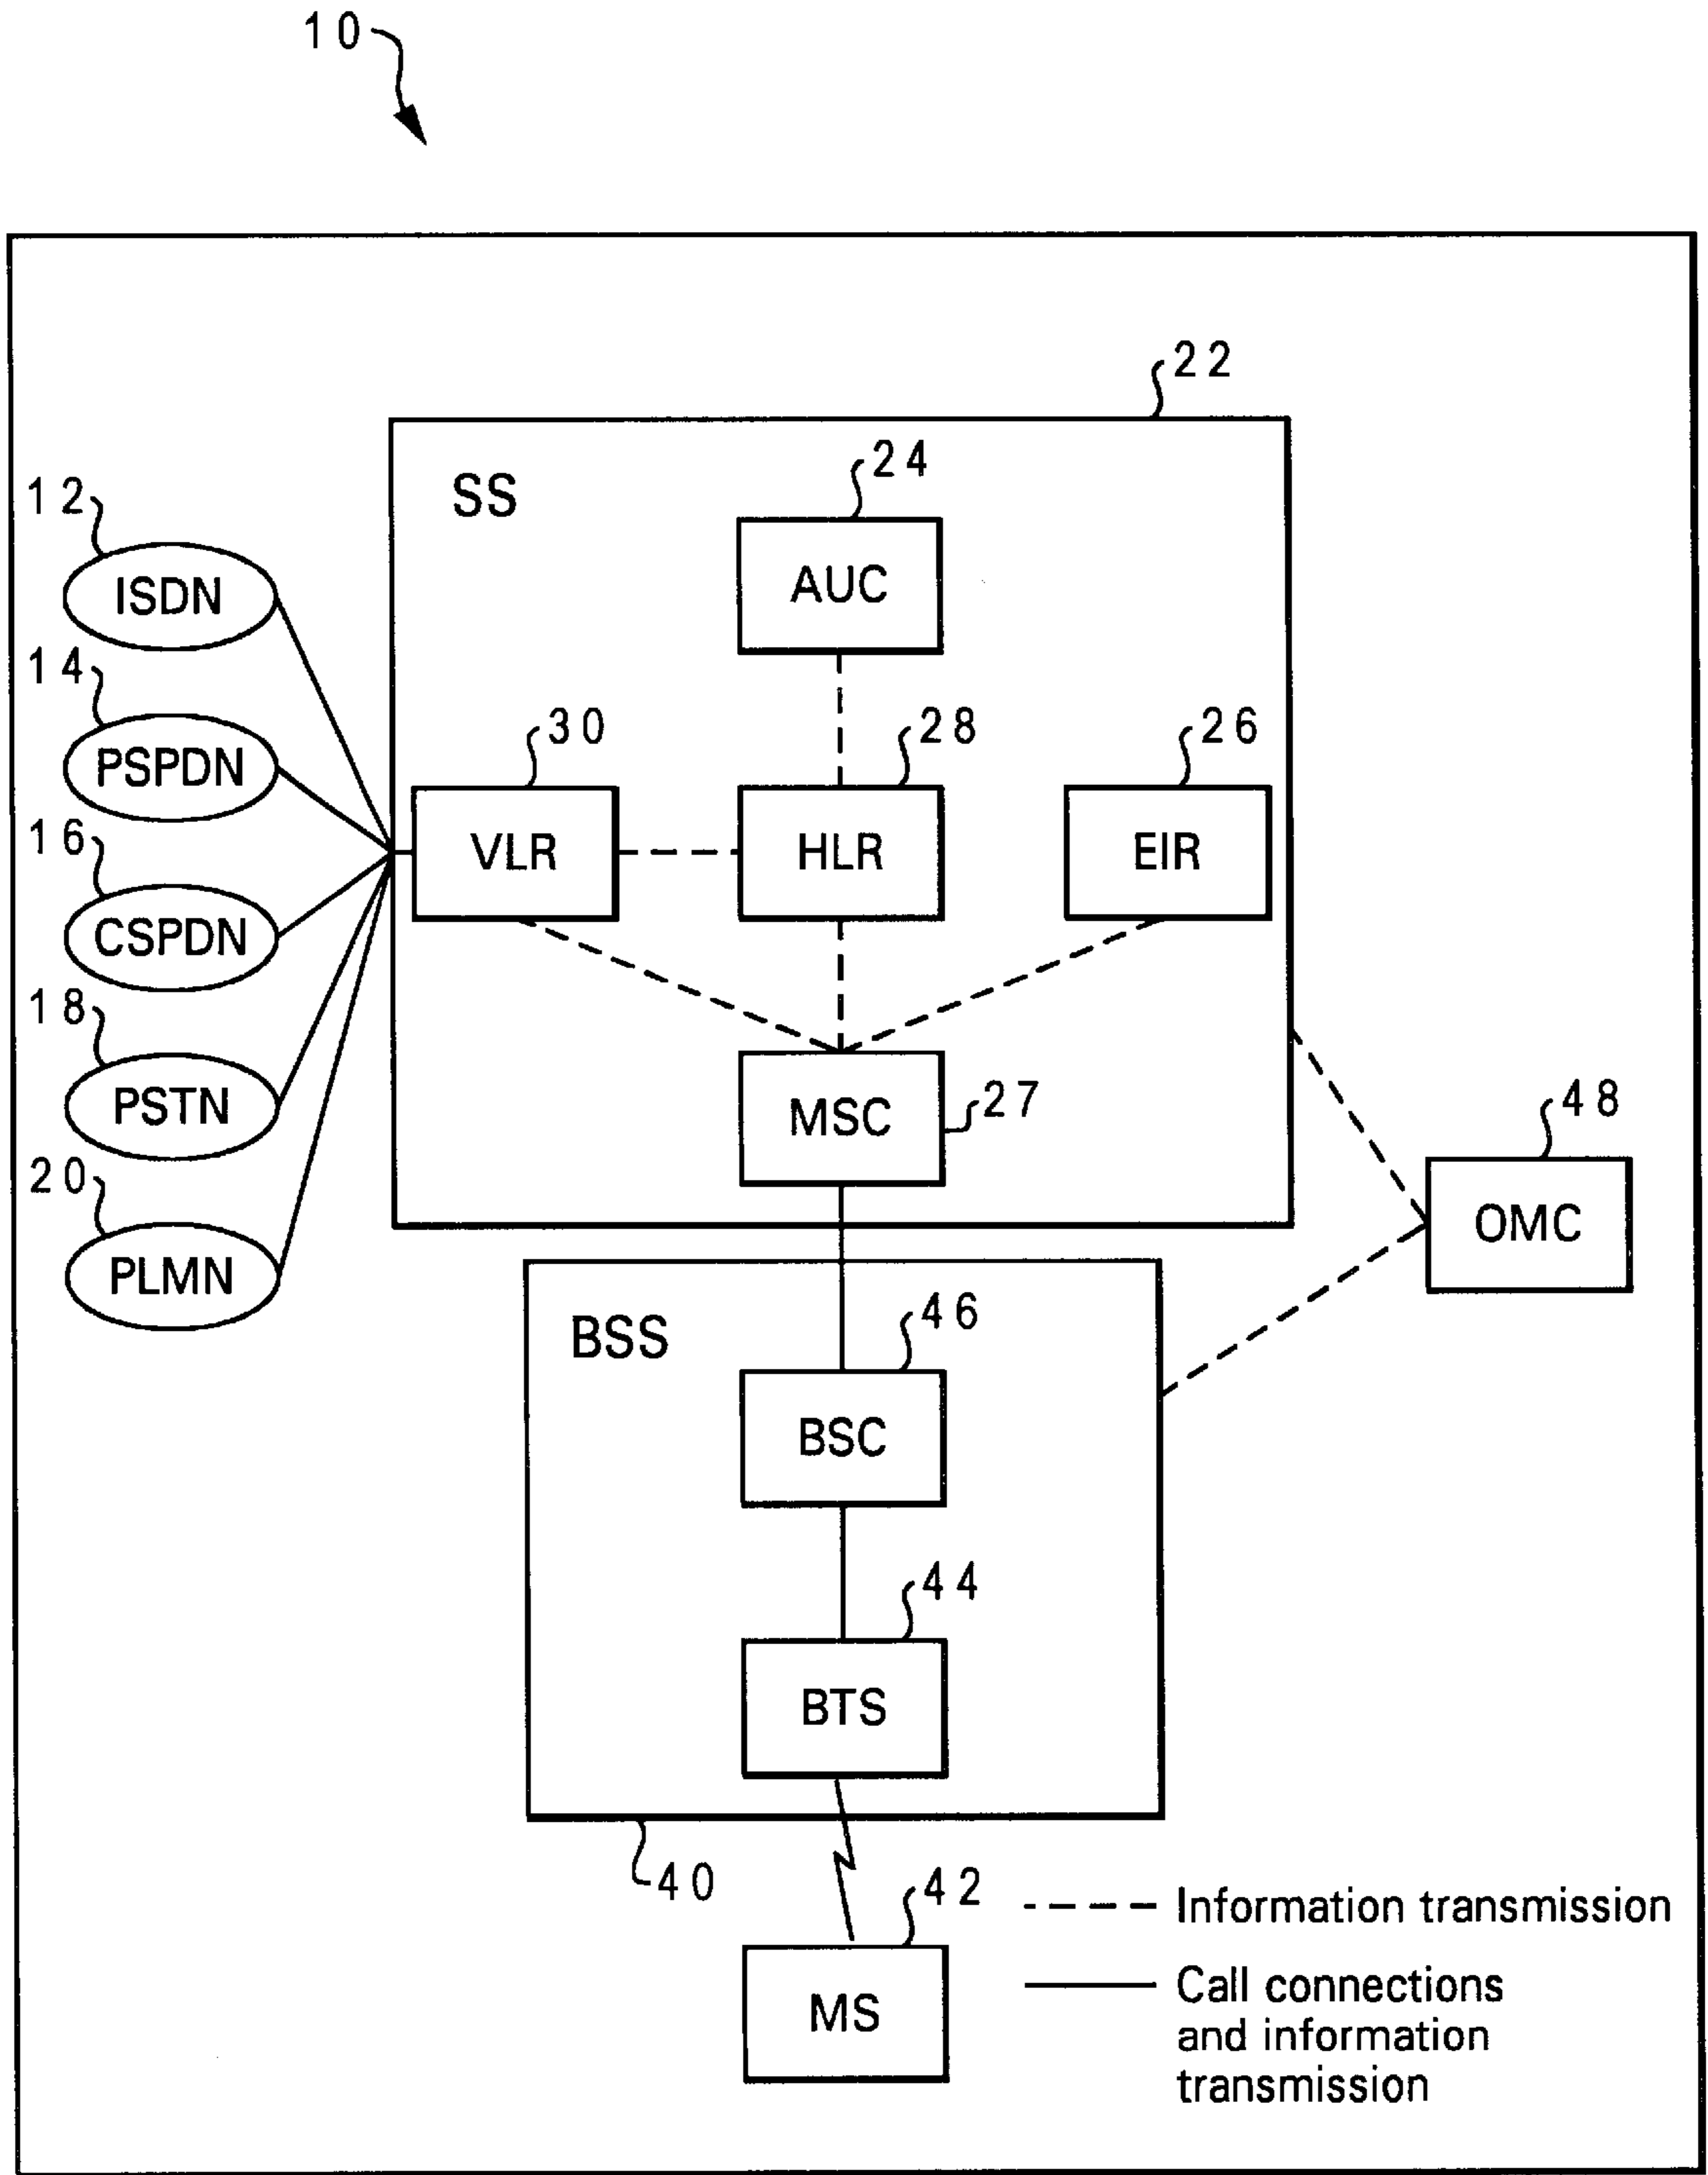 10
22
SS
24
AUC
12
ISDN
14
PSPDN
16
CSPDN
18
PSTN
20
PLMN
30
VLR
28
HLR
26
EIR
MSC
27
48
OMC
BSS
46
BSC
44
BTS
40
42
MS
Information transmission
Call connections
and information
transmission